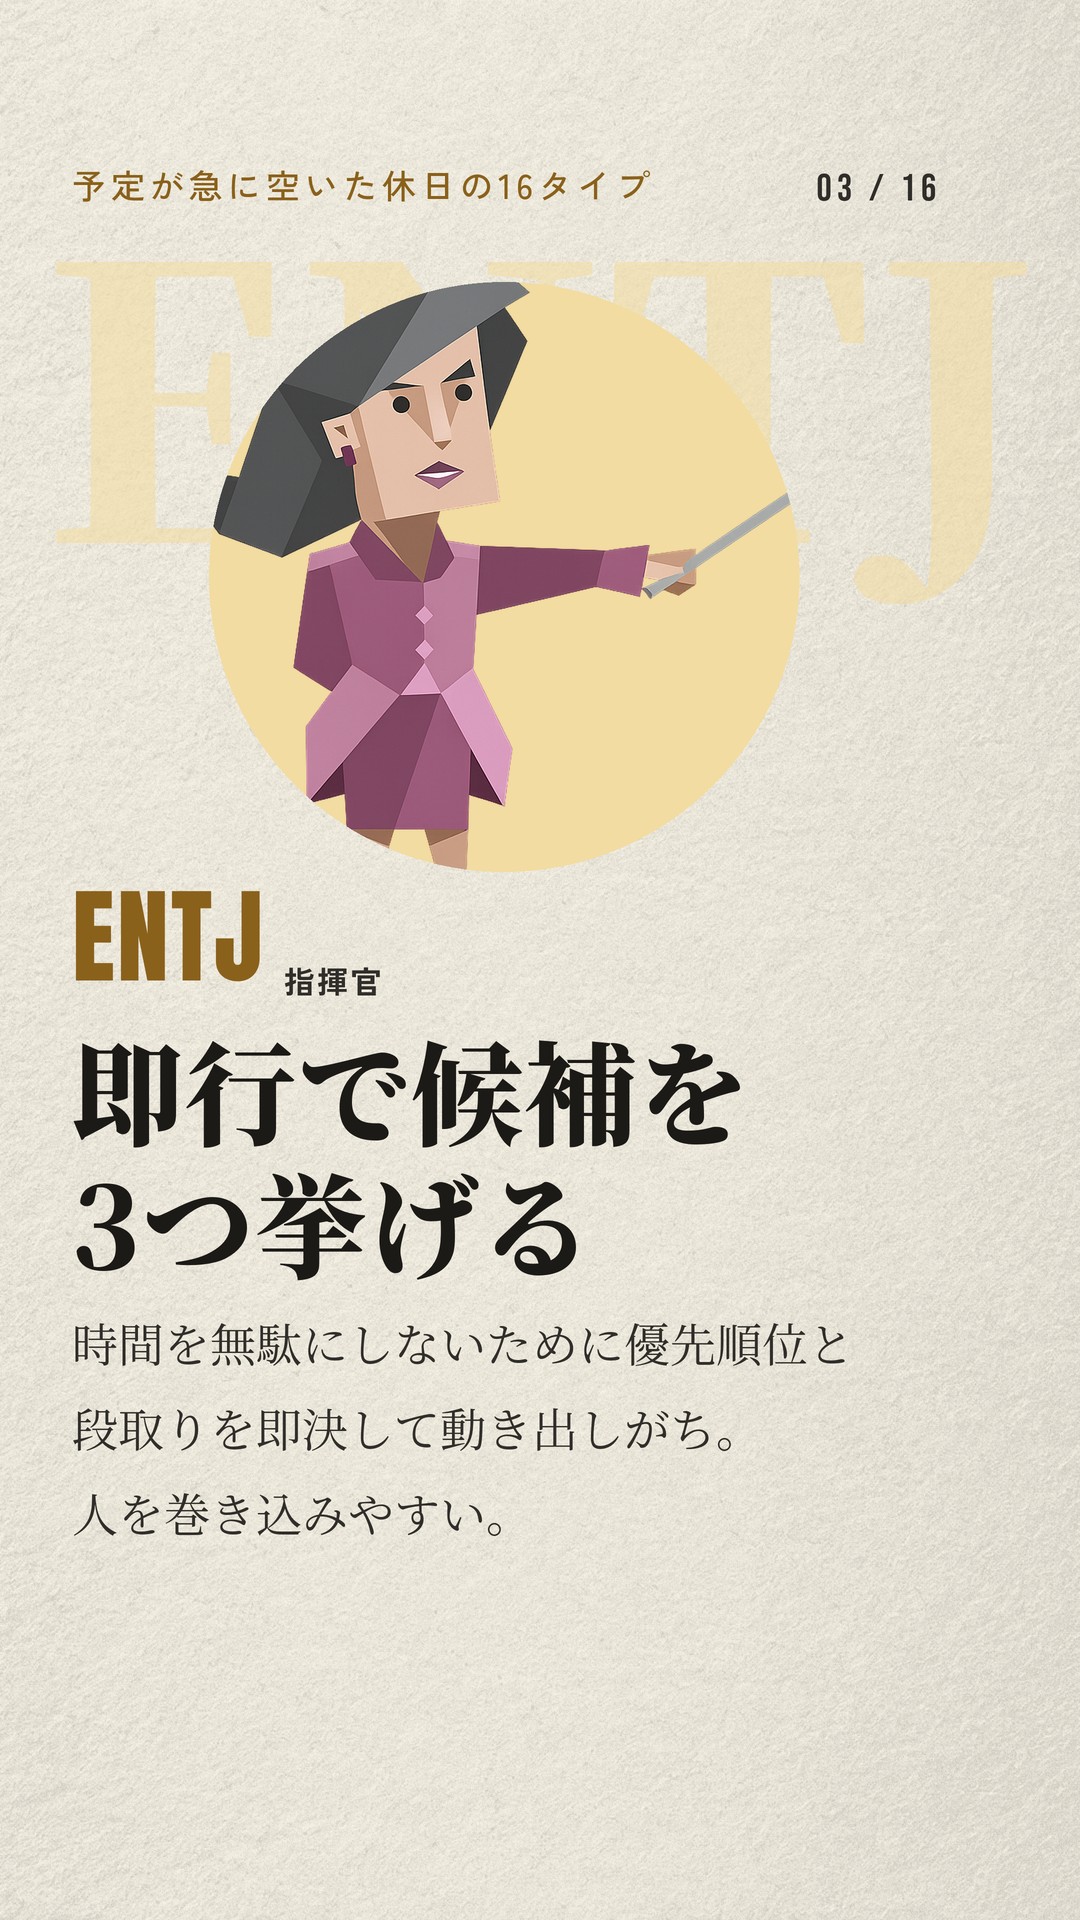 予定が急に空いた休日の16タイプ
03 / 16
ENTJ
ENTJ
指揮官
即行で候補を
3つ挙げる
時間を無駄にしないために優先順位と
段取りを即決して動き出しがち。
人を巻き込みやすい。